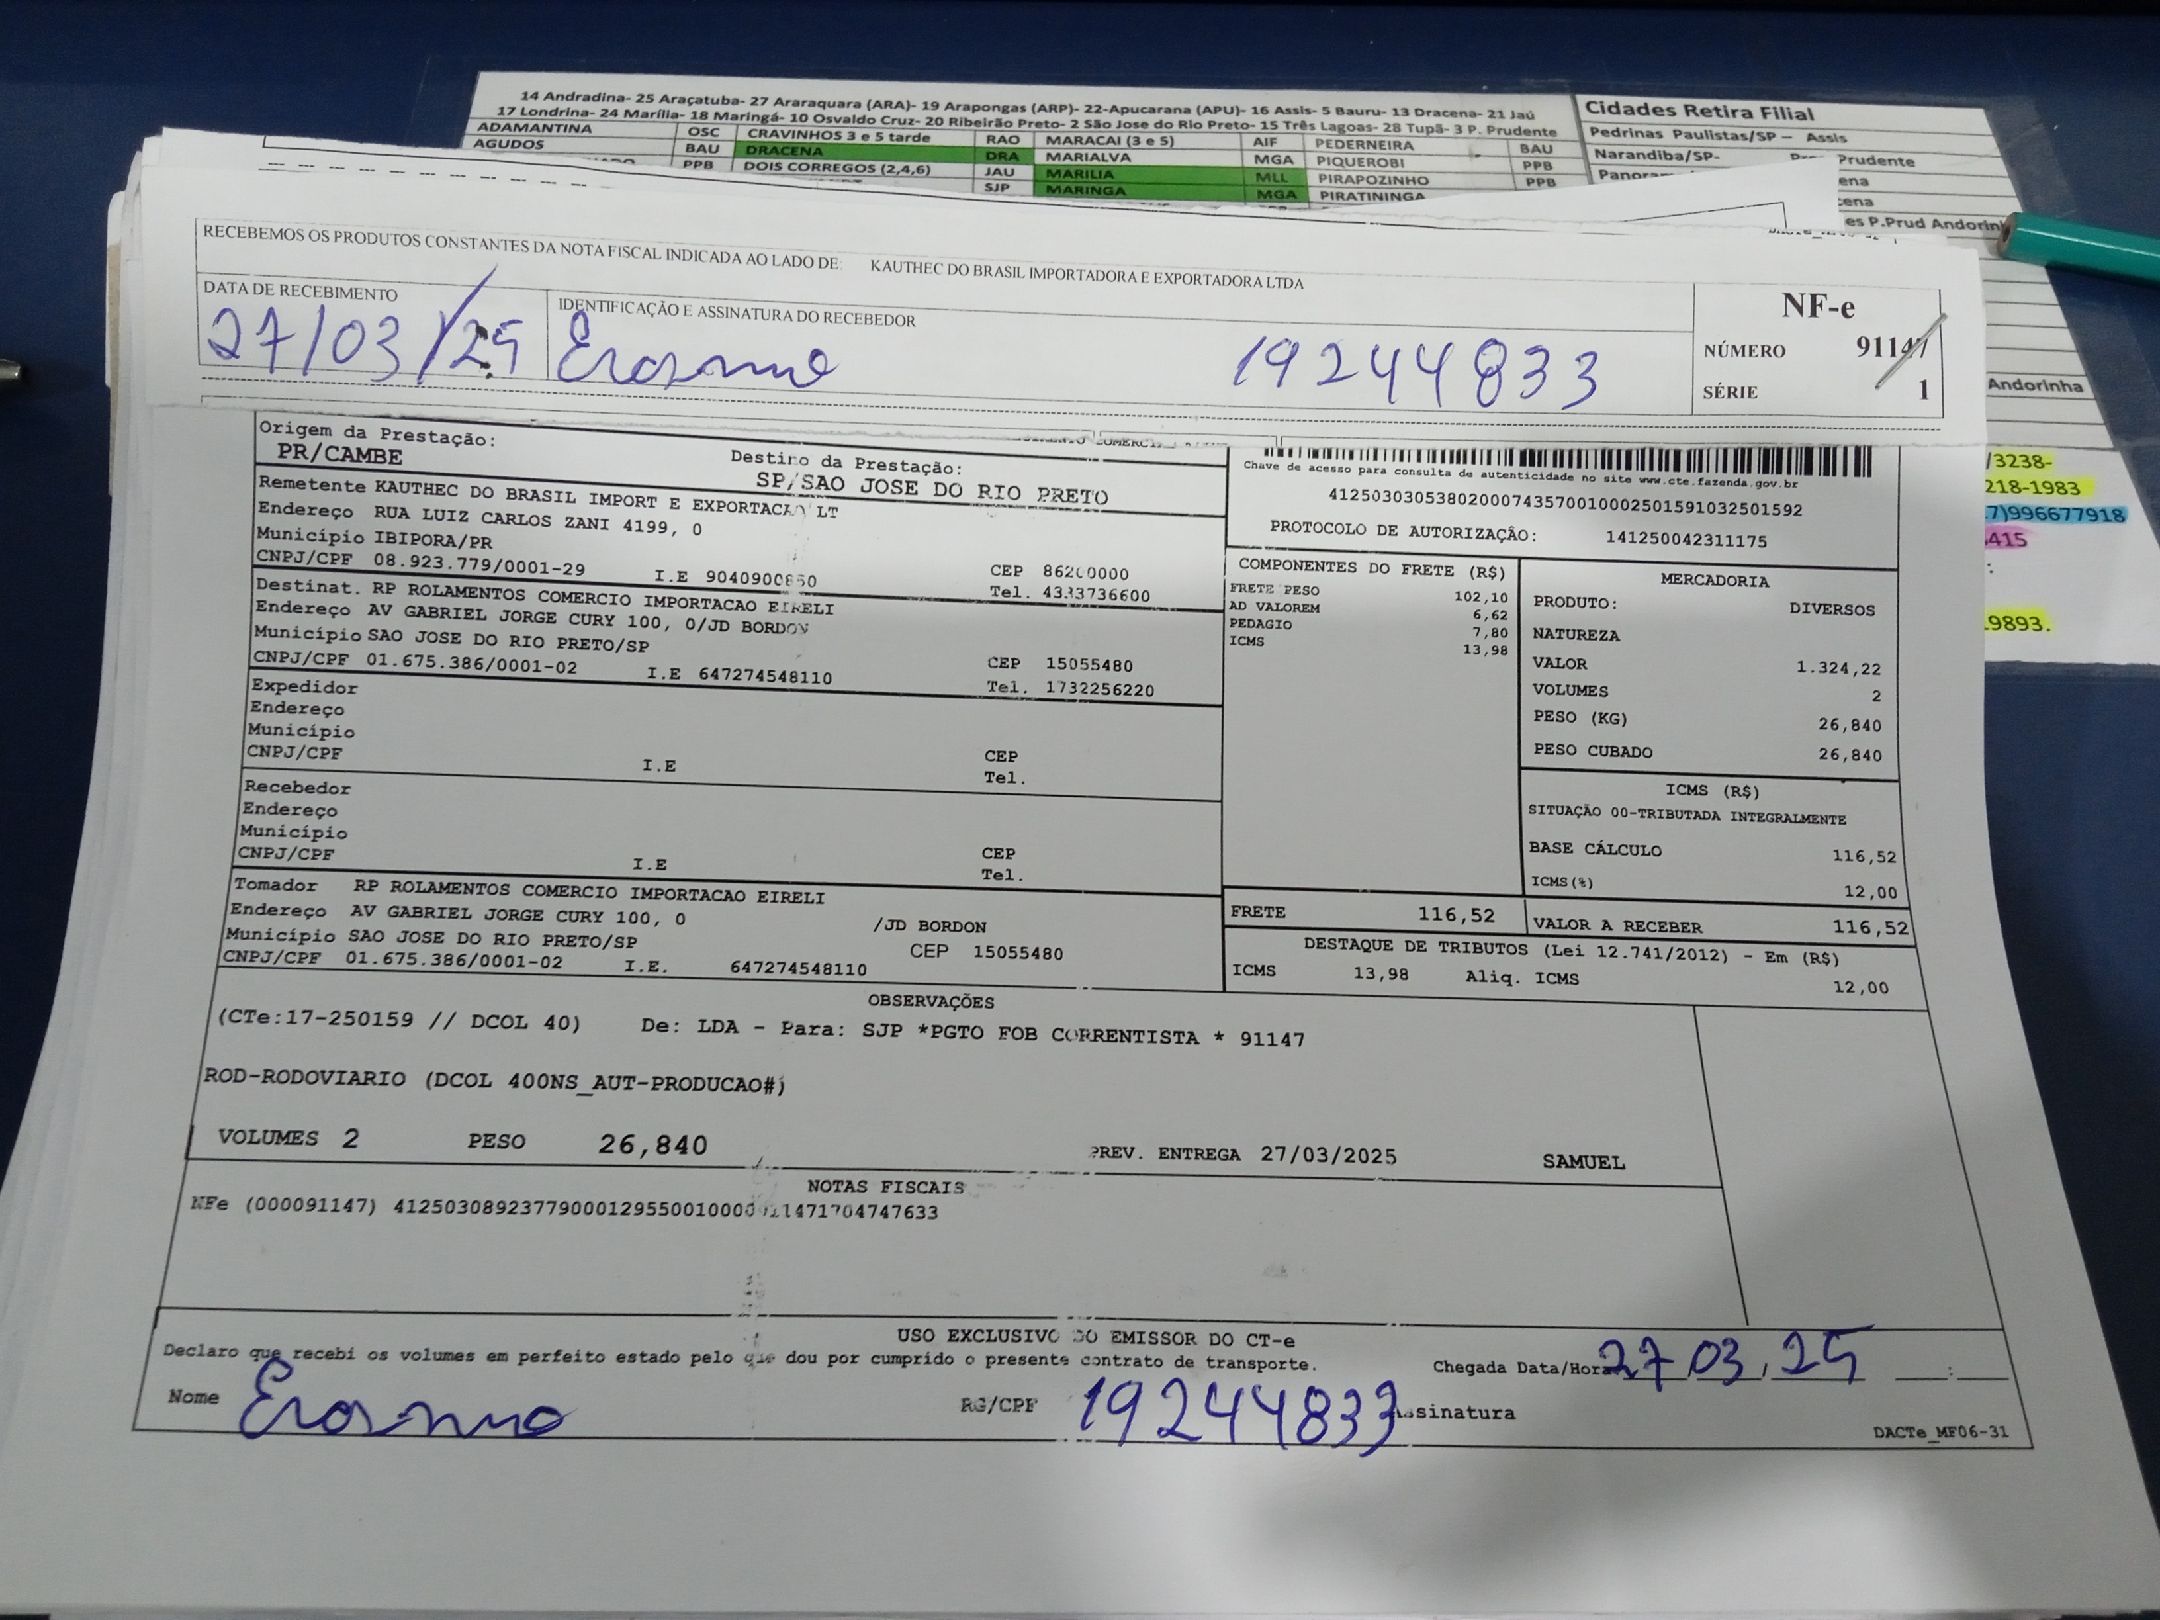 14 Andradina- 25 Araçatuba- 27 Araraquara (ARA)- 19 Arapongas (ARP)- 22-Apucarana (APU)- 16 Assis- 5 Bauru- 13 Dracena- 21 Jaú
17 Londrina- 24 Marília- 18 Maringá- 10 Osvaldo Cruz- 20 Ribeirão Preto- 2 São Jose do Rio Preto- 15 Três Lagoas- 28 Tupã- 3 P. Prudente
ADAMANTINA OSC CRAVINHOS 3 e 5 tarde RAO MARACAI (3 e 5) AIF PEDERNEIRA BAU
AGUDOS BAU DRACENA DRA MARIALVA MGA PIQUEROBI PPB
PPB DOIS CORREGOS (2,4,6) JAU MARILIA MLL PIRAPOZINHO PPB
SJP MARINGA MGA PIRATININGA
Cidades Retira Filial
Pedrinas Paulistas/SP – Assis
Narandiba/SP- Prudente
es P.Prud Andorin
Andorinha
/3238-
218-1983
7)996677918
415
:
9893.
RECEBEMOS OS PRODUTOS CONSTANTES DA NOTA FISCAL INDICADA AO LADO DE: KAUTHEC DO BRASIL IMPORTADORA E EXPORTADORA LTDA
DATA DE RECEBIMENTO
27/03/25
IDENTIFICAÇÃO E ASSINATURA DO RECEBEDOR
Erasmo 19244833
NF-e
NÚMERO 91147
SÉRIE 1
Origem da Prestação:
PR/CAMBE
Destino da Prestação:
SP/SAO JOSE DO RIO PRETO
Remetente KAUTHEC DO BRASIL IMPORT E EXPORTACAO LT
Endereço RUA LUIZ CARLOS ZANI 4199, 0
Município IBIPORA/PR
CNPJ/CPF 08.923.779/0001-29 I.E 9040900850 CEP 86200000
Tel. 4333736600
Destinat. RP ROLAMENTOS COMERCIO IMPORTACAO EIRELI
Endereço AV GABRIEL JORGE CURY 100, 0/JD BORDON
Município SAO JOSE DO RIO PRETO/SP
CNPJ/CPF 01.675.386/0001-02 I.E 647274548110 CEP 15055480
Tel. 1732256220
Expedidor
Endereço
Município
CNPJ/CPF I.E CEP
Tel.
Recebedor
Endereço
Município
CNPJ/CPF I.E CEP
Tel.
Tomador RP ROLAMENTOS COMERCIO IMPORTACAO EIRELI
Endereço AV GABRIEL JORGE CURY 100, 0 /JD BORDON
Município SAO JOSE DO RIO PRETO/SP CEP 15055480
CNPJ/CPF 01.675.386/0001-02 I.E. 647274548110
Chave de acesso para consulta de autenticidade no site www.cte.fazenda.gov.br
41250303053802000743570010002501591032501592
PROTOCOLO DE AUTORIZAÇÃO: 141250042311175
COMPONENTES DO FRETE (R$)
FRETE PESO 102,10
AD VALOREM 6,62
PEDAGIO 7,80
ICMS 13,98
MERCADORIA
PRODUTO: DIVERSOS
NATUREZA
VALOR 1.324,22
VOLUMES 2
PESO (KG) 26,840
PESO CUBADO 26,840
ICMS (R$)
SITUAÇÃO 00-TRIBUTADA INTEGRALMENTE
BASE CÁLCULO 116,52
ICMS(%) 12,00
FRETE 116,52 VALOR A RECEBER 116,52
DESTAQUE DE TRIBUTOS (Lei 12.741/2012) - Em (R$)
ICMS 13,98 Aliq. ICMS 12,00
OBSERVAÇÕES
(CTe:17-250159 // DCOL 40) De: LDA - Para: SJP *PGTO FOB CORRENTISTA * 91147
ROD-RODOVIARIO (DCOL 400NS_AUT-PRODUCAO#)
VOLUMES 2 PESO 26,840 PREV. ENTREGA 27/03/2025 SAMUEL
NOTAS FISCAIS
NFe (000091147)
USO EXCLUSIVO DO EMISSOR DO CT-e
Declaro que recebi os volumes em perfeito estado pelo que dou por cumprido o presente contrato de transporte. Chegada Data/Hora 27 03, 25 :
Nome Erasmo RG/CPF 19244833 Assinatura
DACTe_MF06-31